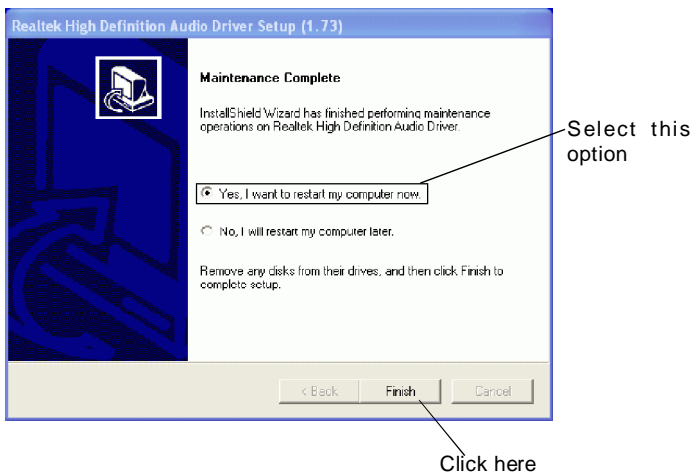 Realtek High Definition Audio Driver Setup (1.73)
Maintenance Complete
InstallShield Wizard has finished performing maintenance
operations on Realtek High Definition Audio Driver.
Select this
option
Yes, I want to restart my computer now.
No, I will restart my computer later.
Remove any disks from their drives, and then click Finish to
complete setup.
< Back
Finish
Cancel
Click here